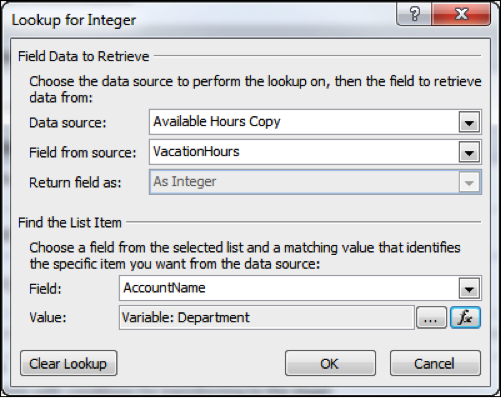 Lookup for Integer
Field Data to Retrieve
Choose the data source to perform the lookup on, then the field to retrieve
data from:
Data source: Available Hours Copy
Field from source: VacationHours
Return field as: As Integer
Find the List Item
Choose a field from the selected list and a matching value that identifies
the specific item you want from the data source:
Field: AccountName
Value: Variable: Department ... fx
Clear Lookup OK Cancel